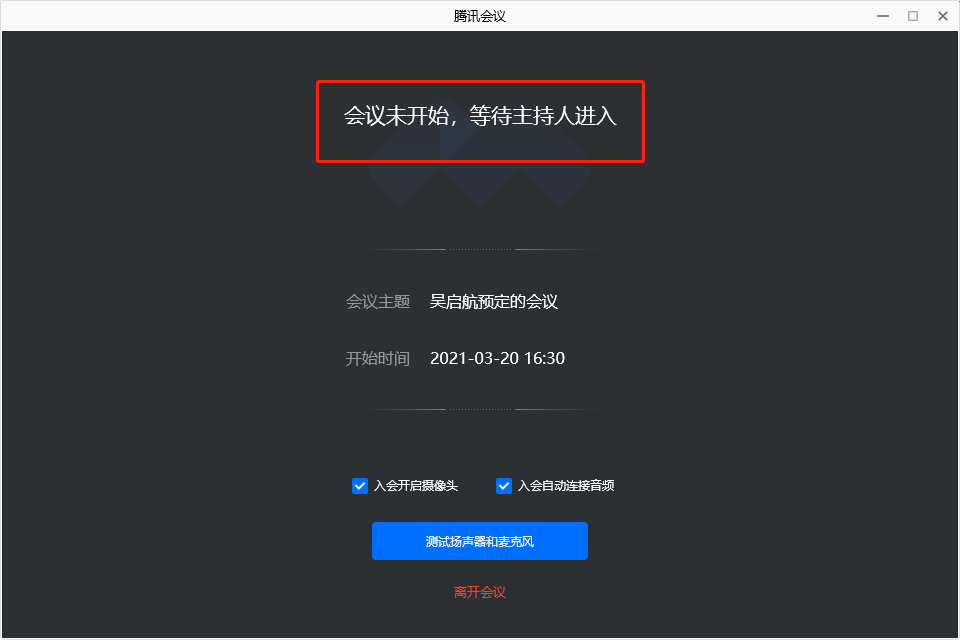 腾讯会议
会议未开始，等待主持人进入
会议主题 吴启航预定的会议
开始时间 2021-03-20 16:30
入会开启摄像头 入会自动连接音频
测试扬声器和麦克风
离开会议